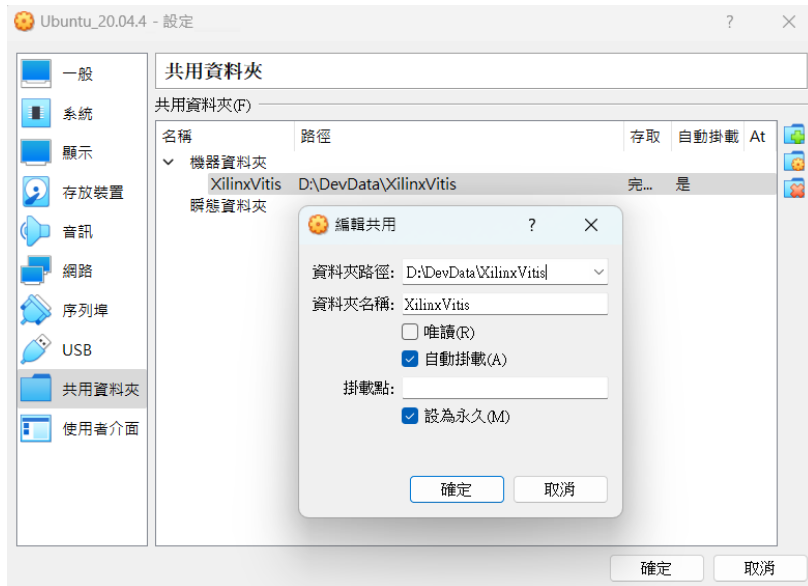 Ubuntu_20.04.4 - 設定
?
一般
系統
顯示
存放裝置
音訊
網路
序列埠
USB
共用資料夾
使用者介面
共用資料夾
共用資料夾(F)
名稱 路徑 存取 自動掛載 At
機器資料夾
XilinxVitis D:\DevData\XilinxVitis 完... 是
瞬態資料夾
編輯共用 ?
資料夾路徑: D:\DevData\XilinxVitis
資料夾名稱: XilinxVitis
唯讀(R)
自動掛載(A)
掛載點:
設為永久(M)
確定 取消
確定 取消